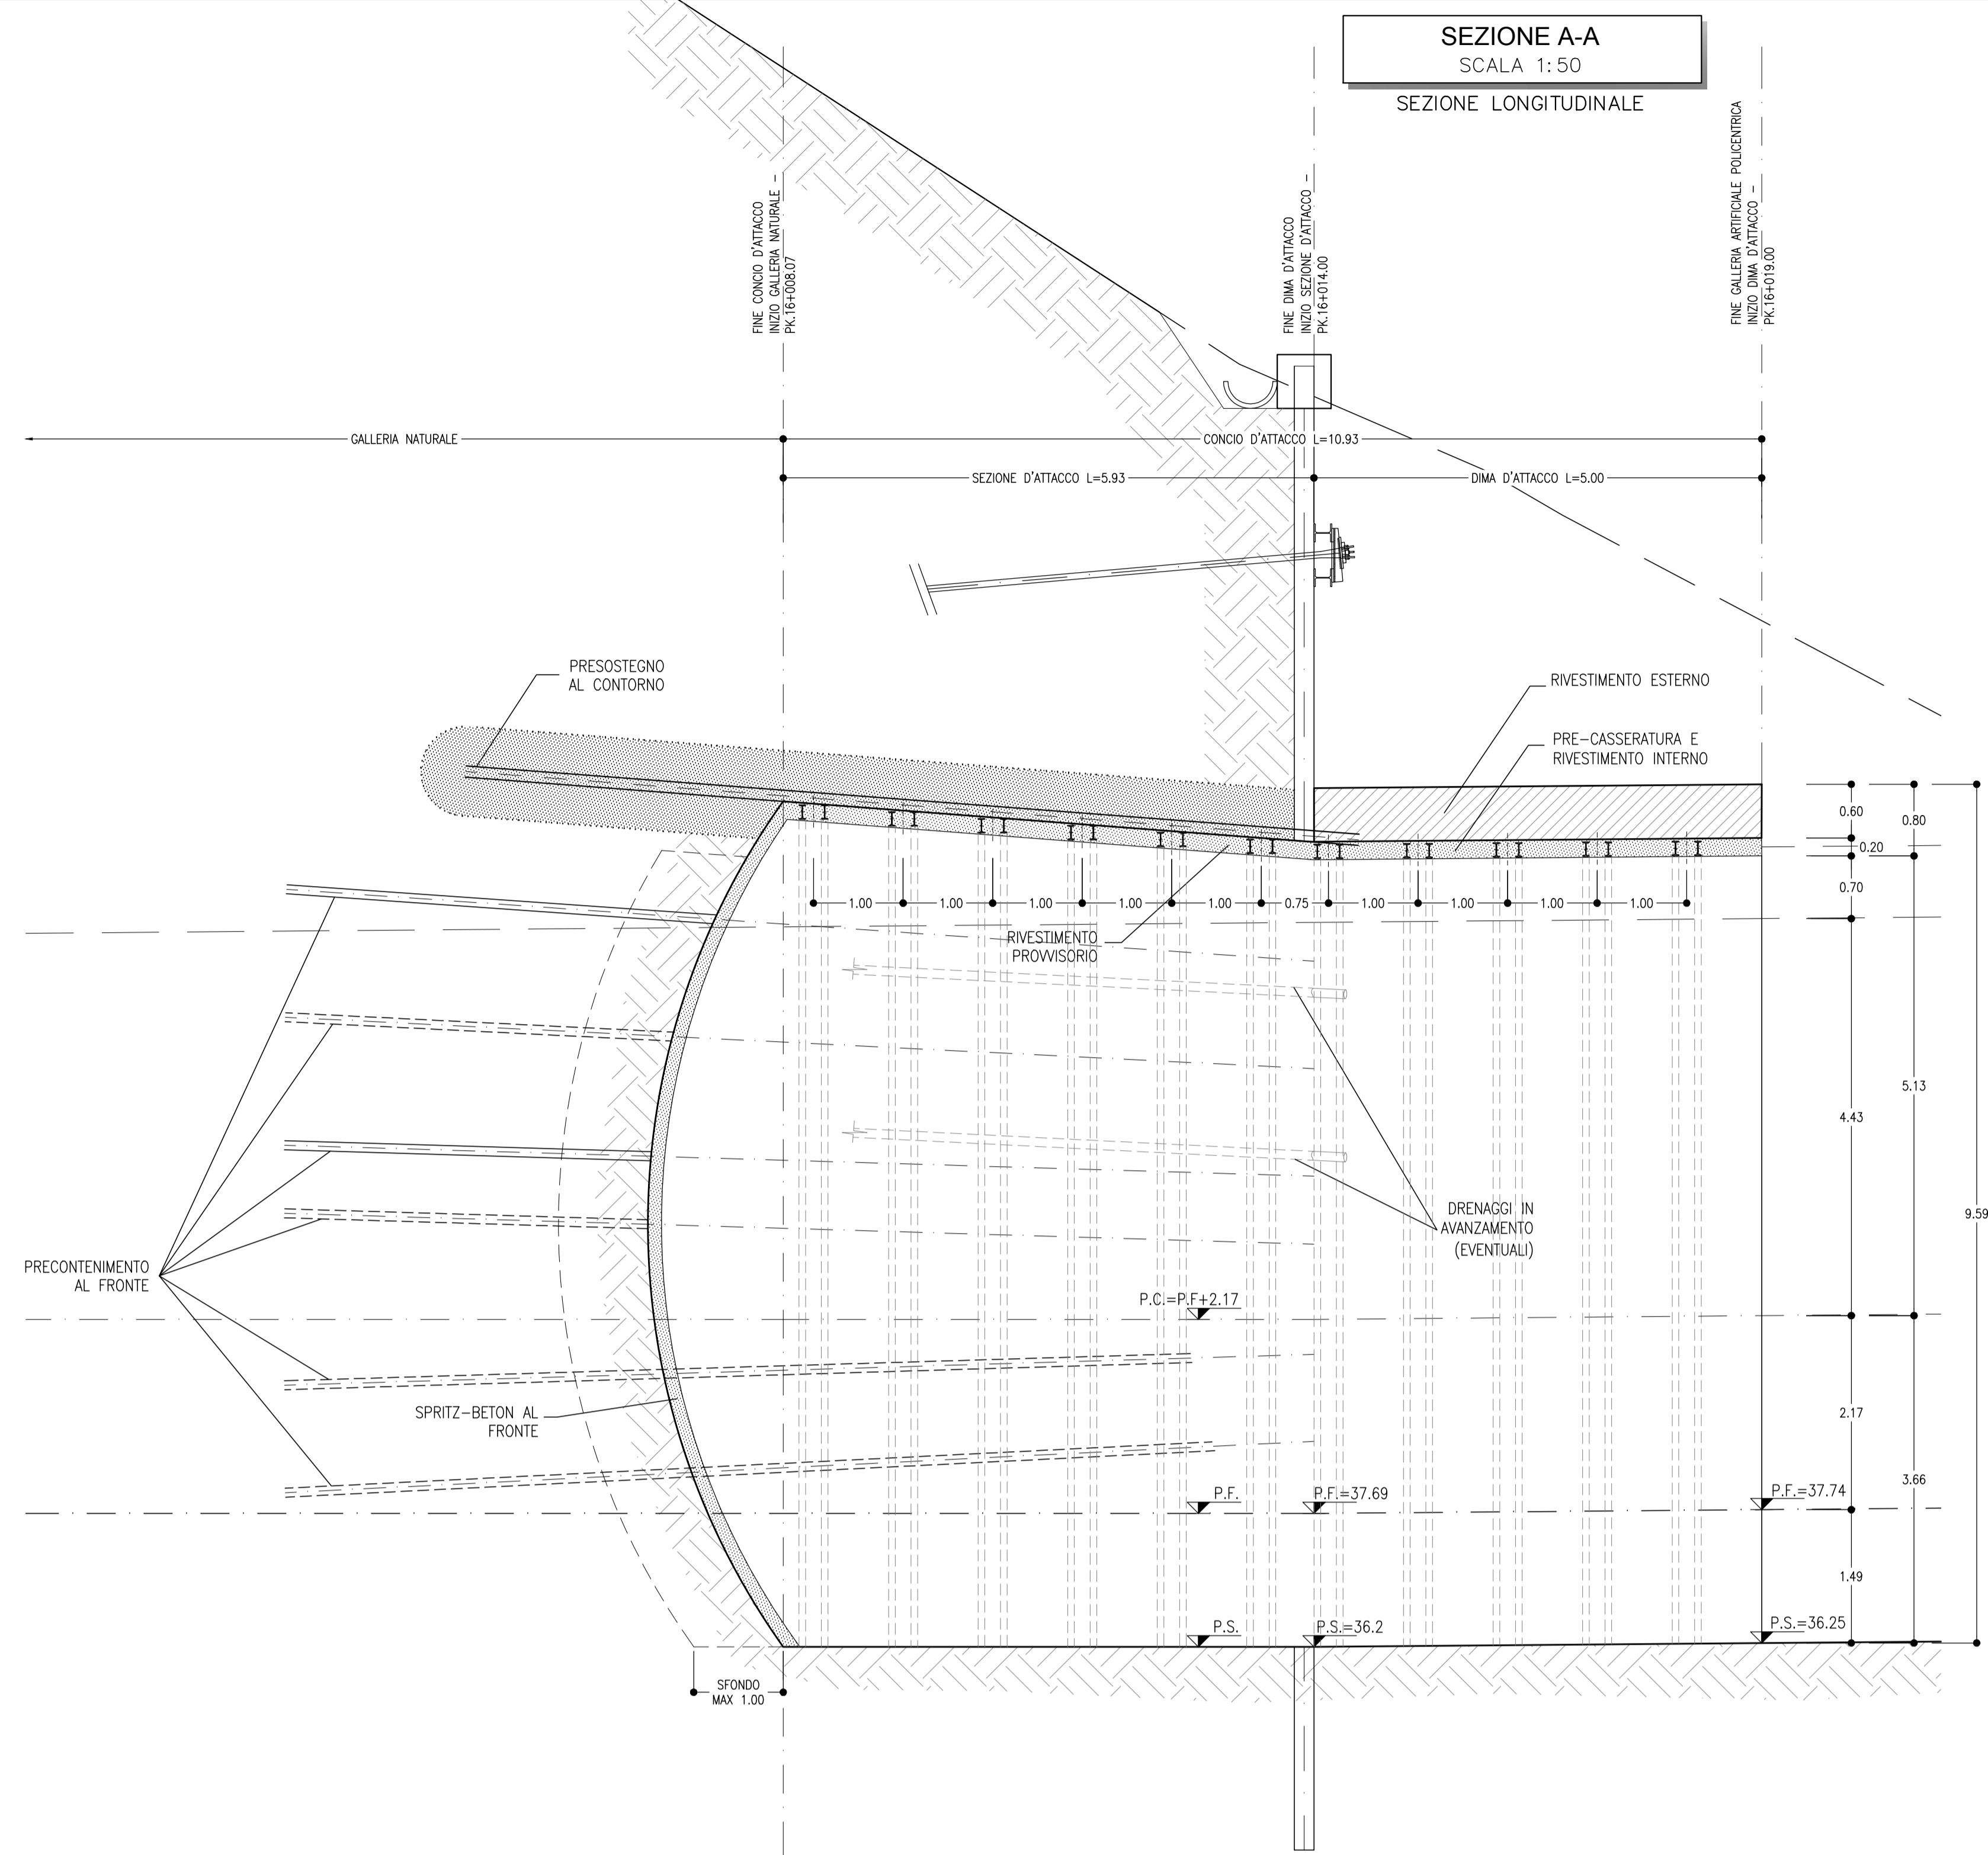 SEZIONE A-A
SCALA 1:50
SEZIONE LONGITUDINALE
FINE CONCIO D'ATTACCO
INIZIO GALLERIA NATURALE -
PK.16+008.07
FINE DIMA D'ATTACCO
INIZIO SEZIONE D'ATTACCO -
PK.16+014.00
FINE GALLERIA ARTIFICIALE POLICENTRICA
INIZIO DIMA D'ATTACCO -
PK.16+019.00
GALLERIA NATURALE
CONCIO D'ATTACCO L=10.93
SEZIONE D'ATTACCO L=5.93
DIMA D'ATTACCO L=5.00
PRESOSTEGNO
AL CONTORNO
RIVESTIMENTO ESTERNO
PRE-CASSERATURA E
RIVESTIMENTO INTERNO
0.60
0.80
0.20
0.70
1.00
1.00
1.00
1.00
1.00
0.75
1.00
1.00
1.00
1.00
RIVESTIMENTO
PROVVISORIO
5.13
4.43
9.59
DRENAGGI IN
AVANZAMENTO
(EVENTUALI)
PRECONTENIMENTO
AL FRONTE
P.C.=P.F+2.17
SPRITZ-BETON AL
FRONTE
2.17
3.66
P.F.
P.F.=37.69
P.F.=37.74
1.49
P.S.
P.S.=36.2
P.S.=36.25
SFONDO
MAX 1.00